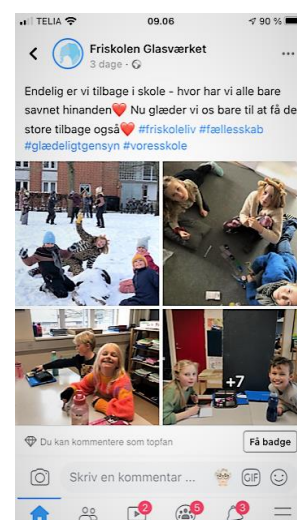 TELIA 09.06 90 %
Friskolen Glasværket
3 dage
Endelig er vi tilbage i skole - hvor har vi alle bare
savnet hinanden Nu glæder vi os bare til at få de
store tilbage også #friskoleliv #fællesskab
#glædeligtgensyn #voresskole
+7
Du kan kommentere som topfan Få badge
Skriv en kommentar ... GIF
2 5 3